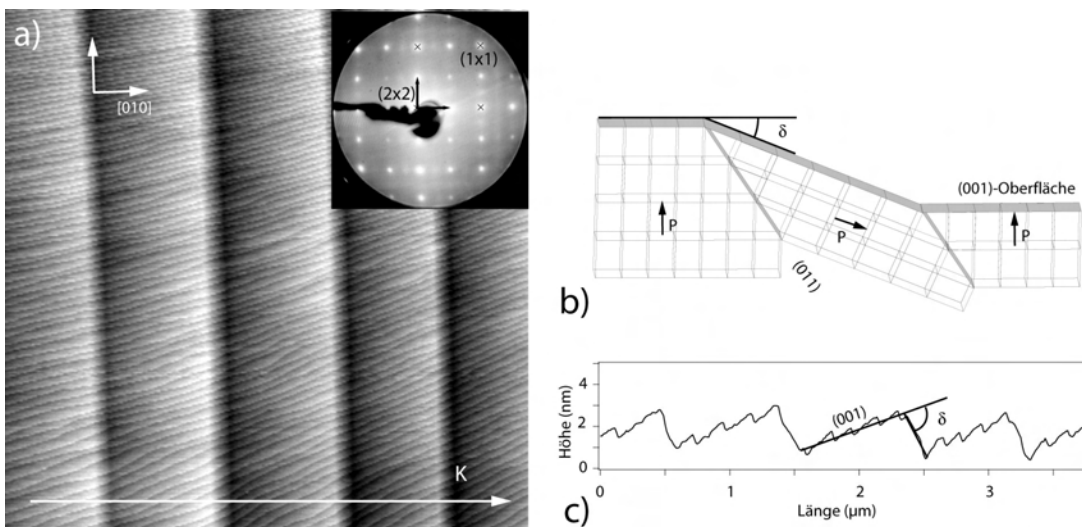 a)
[010]
(2x2)
(1x1)
K
δ
(001)-Oberfläche
P
P
P
(011)
b)
Höhe (nm)
4
2
0
(001)
δ
0
1
2
3
Länge (µm)
c)